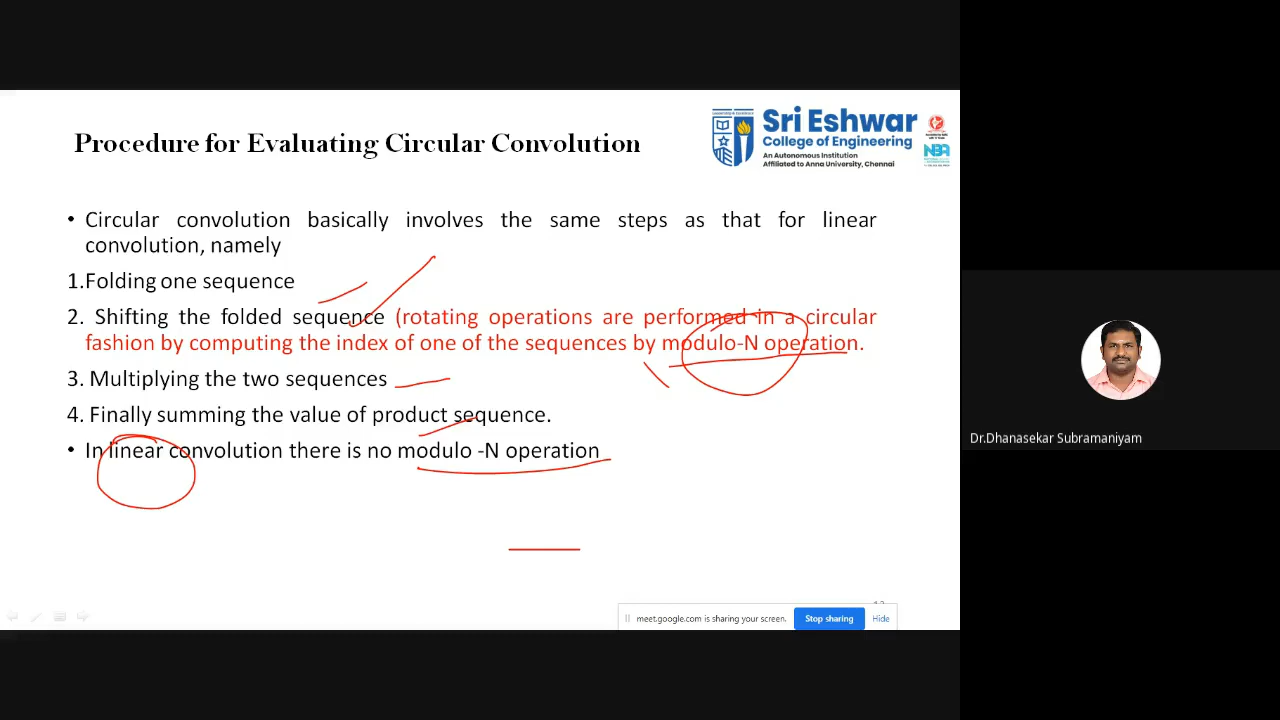 Procedure for Evaluating Circular Convolution
Sri Eshwar
College of Engineering
An Autonomous Institution
Affiliated to Anna University, Chennai
NBA
• Circular convolution basically involves the same steps as that for linear
convolution, namely
1.Folding one sequence
2. Shifting the folded sequence (rotating operations are performed in a circular
fashion by computing the index of one of the sequences by modulo-N operation.
3. Multiplying the two sequences
4. Finally summing the value of product sequence.
• In linear convolution there is no modulo -N operation
Dr.Dhanasekar Subramaniyam
meet.google.com is sharing your screen.
Stop sharing
Hide